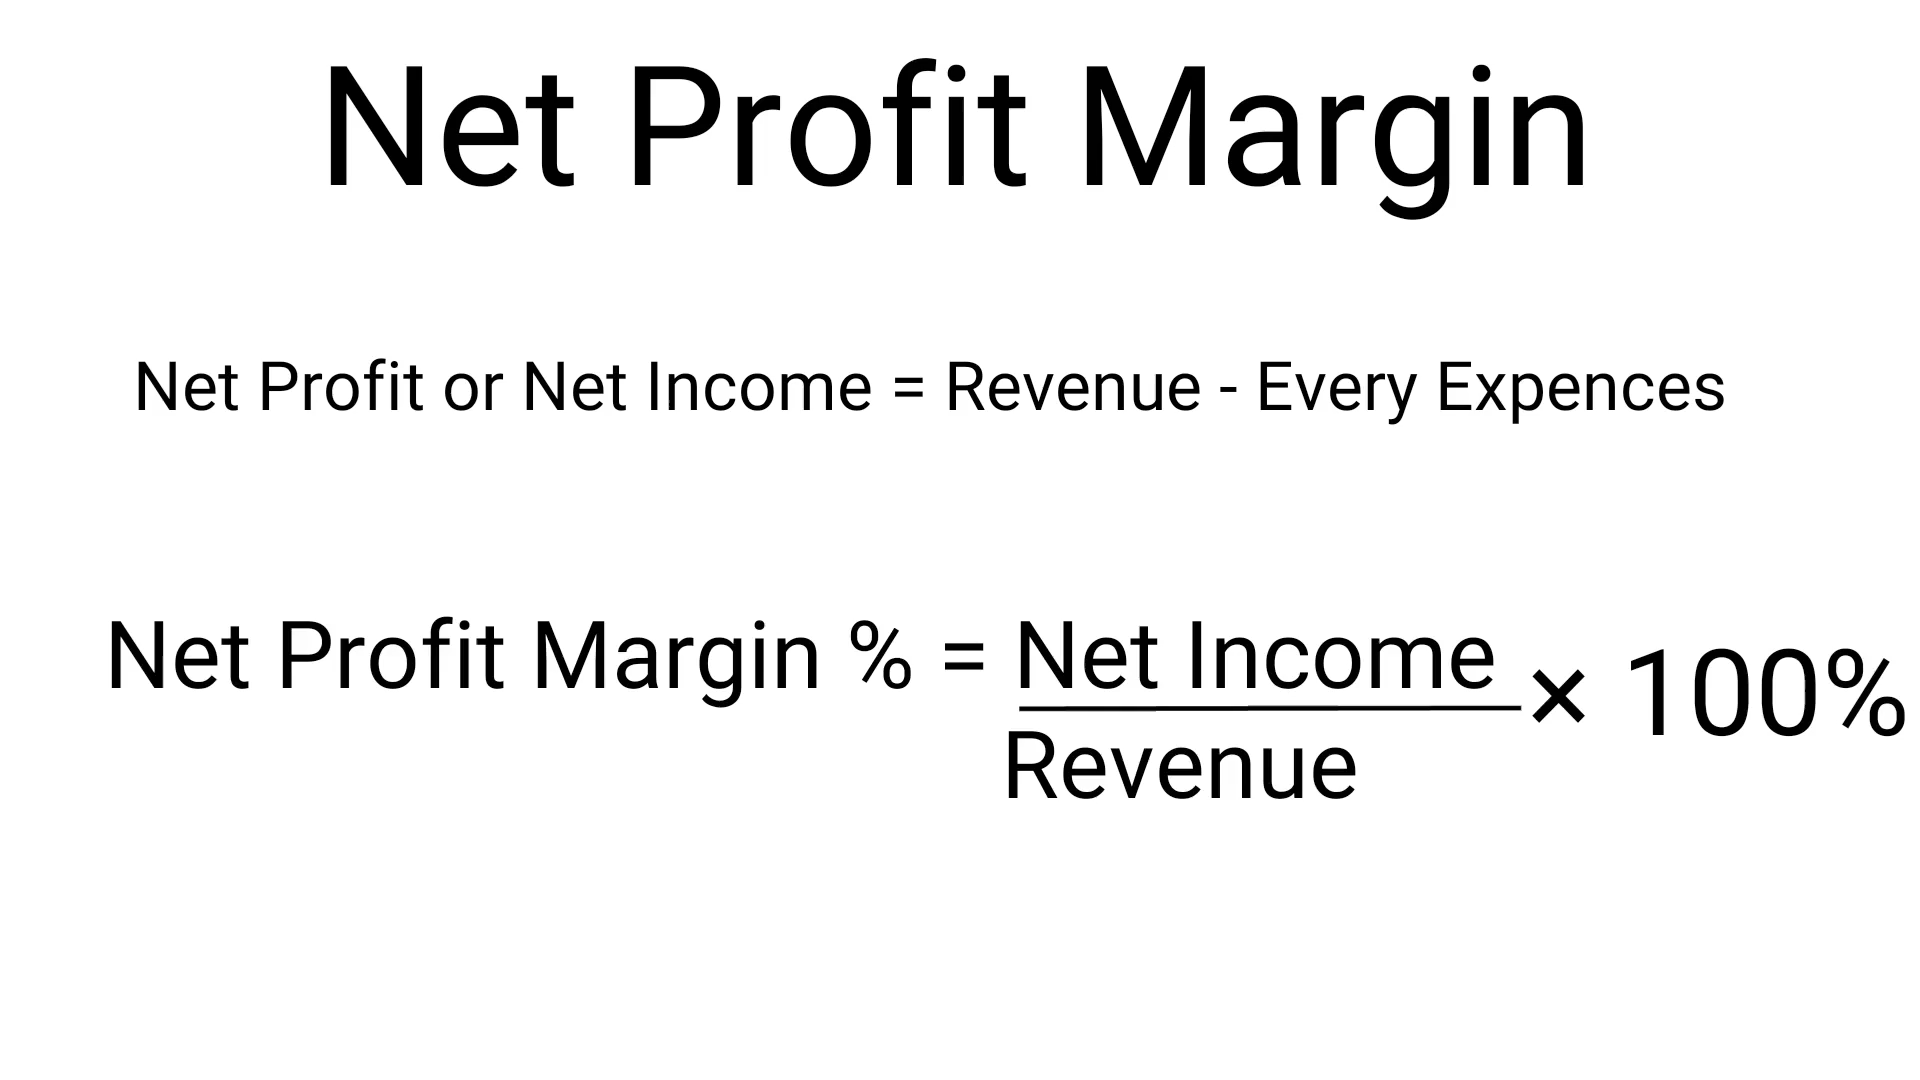 Net Profit Margin
Net Profit or Net Income = Revenue - Every Expences
Net Profit Margin % = Net Income × 100%
Revenue